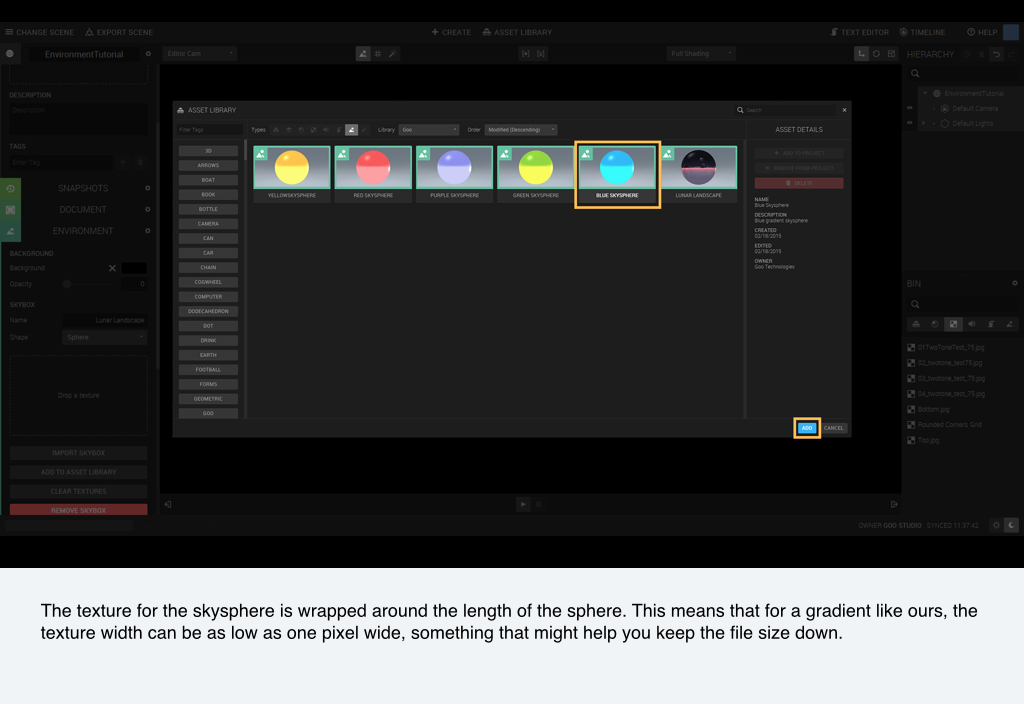 CHANGE SCENE EXPORT SCENE CREATE ASSET LIBRARY TEXT EDITOR TIMELINE HELP
EnvironmentTutorial Editor Cam Full Shading HIERARCHY
DESCRIPTION
Description
TAGS
Enter Tag
SNAPSHOTS
DOCUMENT
ENVIRONMENT
BACKGROUND
Background
Opacity 0
SKYBOX
Name Lunar Landscape
Shape Sphere
Drop a texture
IMPORT SKYBOX
ADD TO ASSET LIBRARY
CLEAR TEXTURES
REMOVE SKYBOX
ASSET LIBRARY Search
Filter Tags Types Library Goo Order Modified (Descending) ASSET DETAILS
3D
ARROWS
BOAT
BOOK
BOTTLE
CAMERA
CAN
CAR
CHAIN
COGWHEEL
COMPUTER
DODECAHEDRON
DOT
DRINK
EARTH
FOOTBALL
FORMS
GEOMETRIC
GOO
YELLOWSKYSPHERE RED SKYSPHERE PURPLE SKYSPHERE GREEN SKYSPHERE BLUE SKYSPHERE LUNAR LANDSCAPE
ADD TO PROJECT
REMOVE FROM PROJECT
DELETE
NAME
Blue Skysphere
DESCRIPTION
Blue gradient skysphere
CREATED
02/18/2015
EDITED
02/18/2015
OWNER
Goo Technologies
ADD CANCEL
EnvironmentTutorial
Default Camera
Default Lights
BIN
01TwoToneTest_75.jpg
02_twotone_test75.jpg
03_twotone_test_75.jpg
04_twotone_test_75.jpg
Bottom.jpg
Rounded Corners_Grid
Top.jpg
OWNER GOO STUDIO SYNCED 11:37:42
The texture for the skysphere is wrapped around the length of the sphere. This means that for a gradient like ours, the
texture width can be as low as one pixel wide, something that might help you keep the file size down.